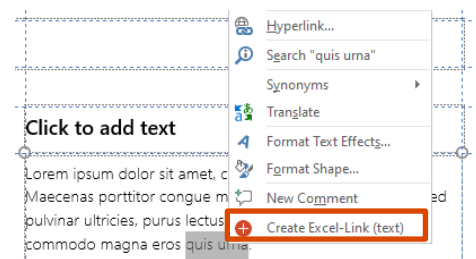 Hyperlink...
Search "quis urna"
Synonyms
Translate
Format Text Effects...
Format Shape...
New Comment
Create Excel-Link (text)
Click to add text
Lorem ipsum dolor sit amet, c
Maecenas porttitor congue m ed
pulvinar ultricies, purus lectus
commodo magna eros quis urna.